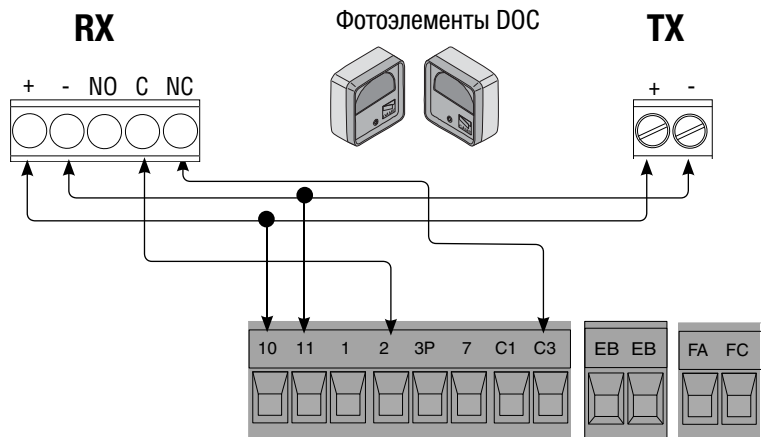 RX
Фотоэлементы DOC
TX
+ - NO C NC
+ -
10 11 1 2 3P 7 C1 C3
EB EB
FA FC